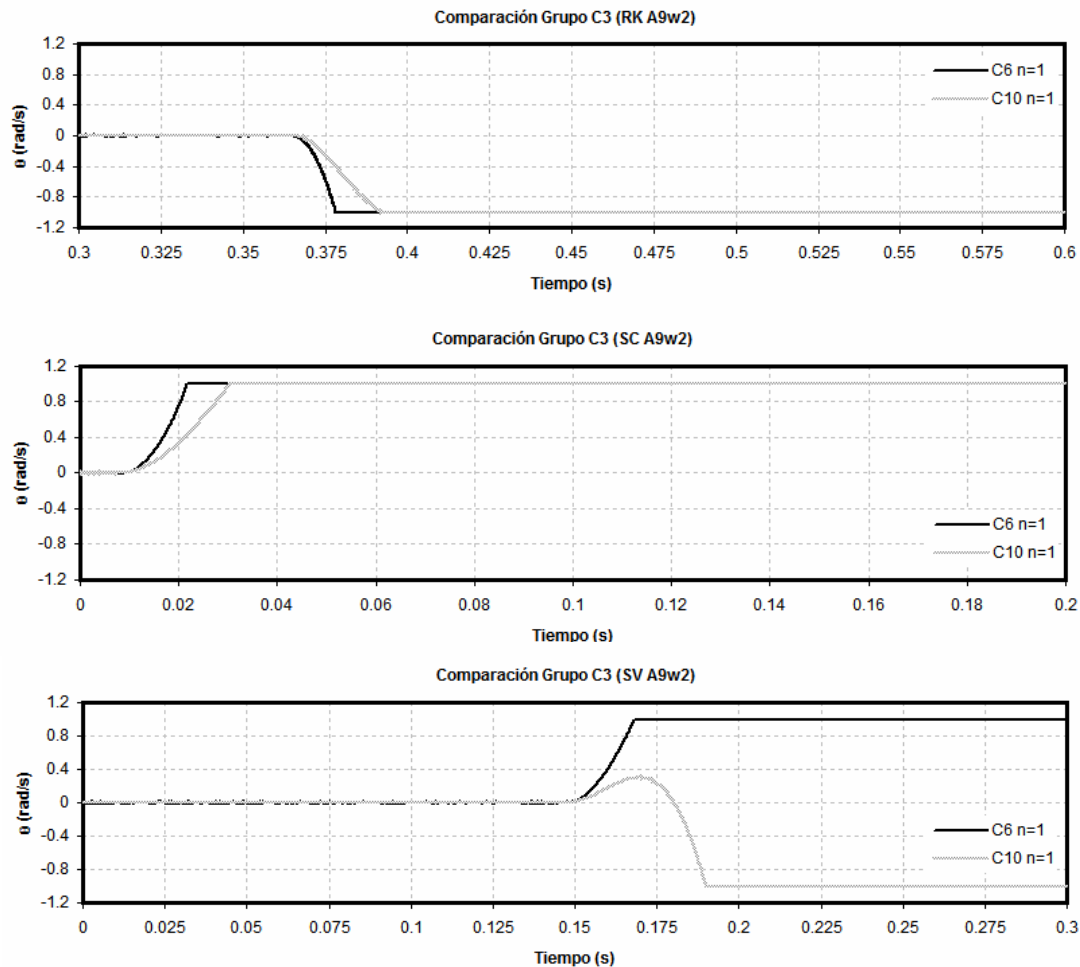 Comparación Grupo C3 (RK A9w2)
1.2
0.8
0.4
0
-0.4
-0.8
-1.2
θ (rad/s)
C6 n=1
C10 n=1
0.3 0.325 0.35 0.375 0.4 0.425 0.45 0.475 0.5 0.525 0.55 0.575 0.6
Tiempo (s)
Comparación Grupo C3 (SC A9w2)
1.2
0.8
0.4
0
-0.4
-0.8
-1.2
θ (rad/s)
C6 n=1
C10 n=1
0 0.02 0.04 0.06 0.08 0.1 0.12 0.14 0.16 0.18 0.2
Tiempo (s)
Comparación Grupo C3 (SV A9w2)
1.2
0.8
0.4
0
-0.4
-0.8
-1.2
θ (rad/s)
C6 n=1
C10 n=1
0 0.025 0.05 0.075 0.1 0.125 0.15 0.175 0.2 0.225 0.25 0.275 0.3
Tiempo (s)